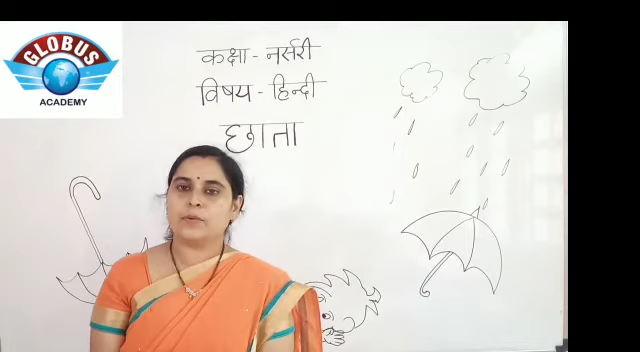 GLOBUS
ACADEMY
कक्षा - नर्सरी
विषय - हिन्दी
छाता